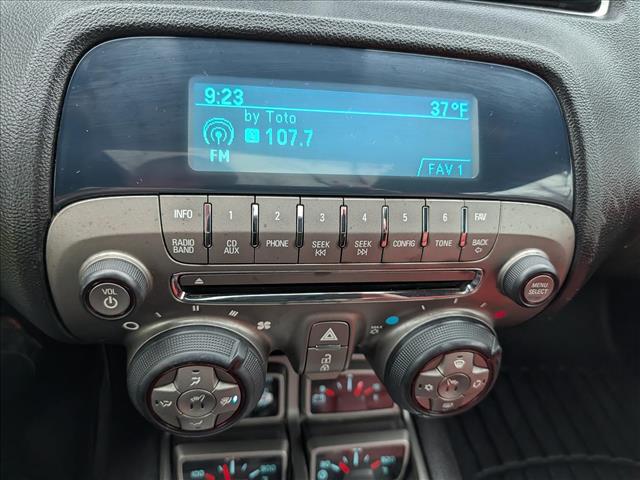 9:23 37°F
by Toto
107.7
FM
FAV 1
INFO 1 2 3 4 5 6 FAV
RADIO BAND CD AUX PHONE SEEK SEEK CONFIG TONE BACK
VOL
MENU SELECT
MAX